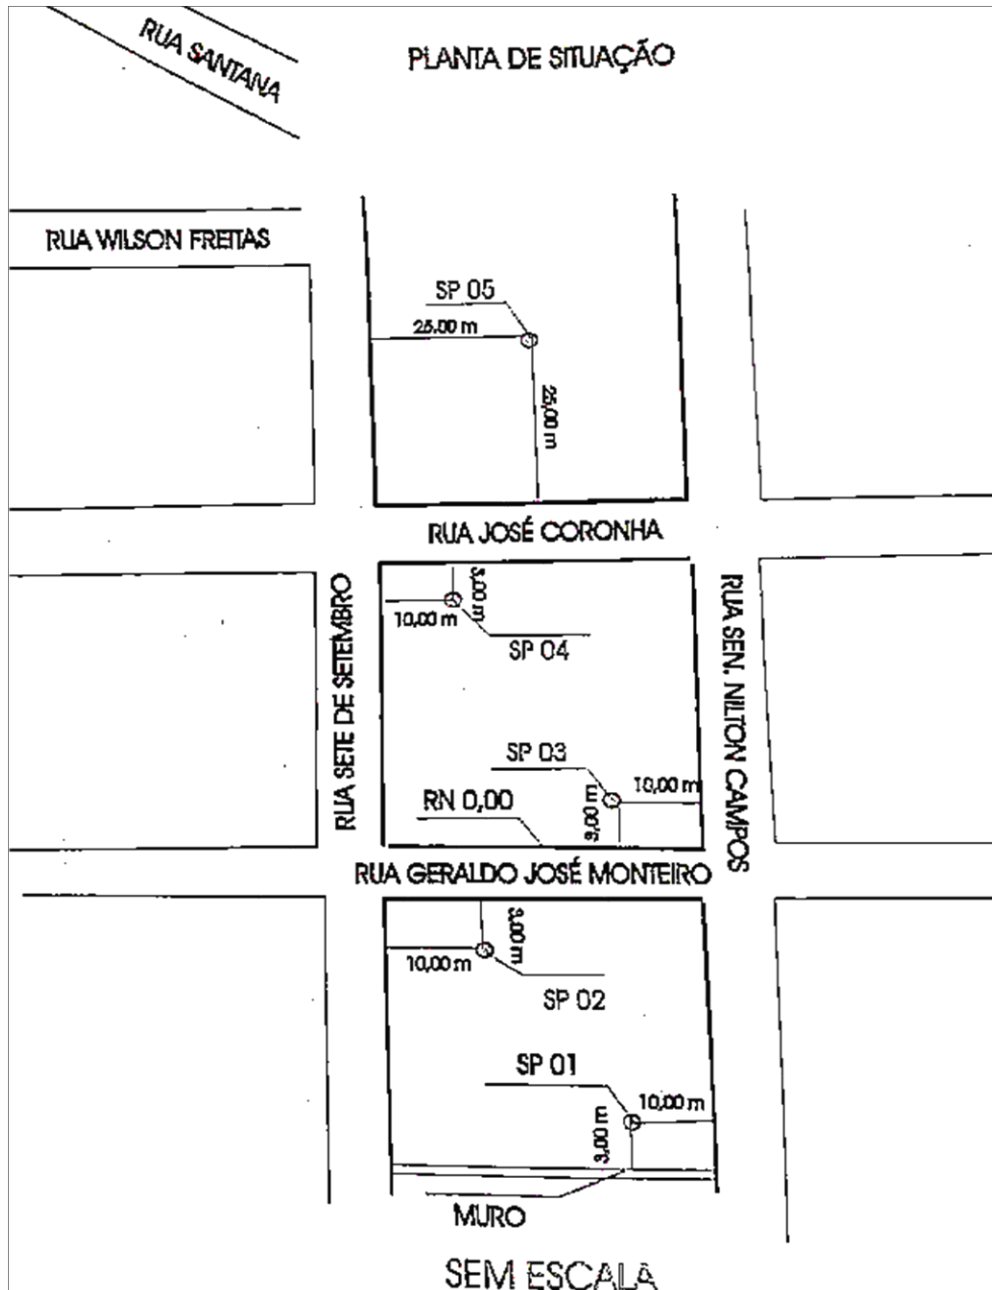 PLANTA DE SITUAÇÃO
RUA SANTANA
RUA WILSON FREITAS
SP 05
25,00 m
25,00 m
RUA JOSÉ CORONHA
3,00 m
10,00 m
SP 04
RUA SETE DE SETEMBRO
RUA SEN. NILTON CAMPOS
SP 03
10,00 m
3,00 m
RN 0,00
RUA GERALDO JOSÉ MONTEIRO
3,00 m
10,00 m
SP 02
SP 01
10,00 m
3,00 m
MURO
SEM ESCALA